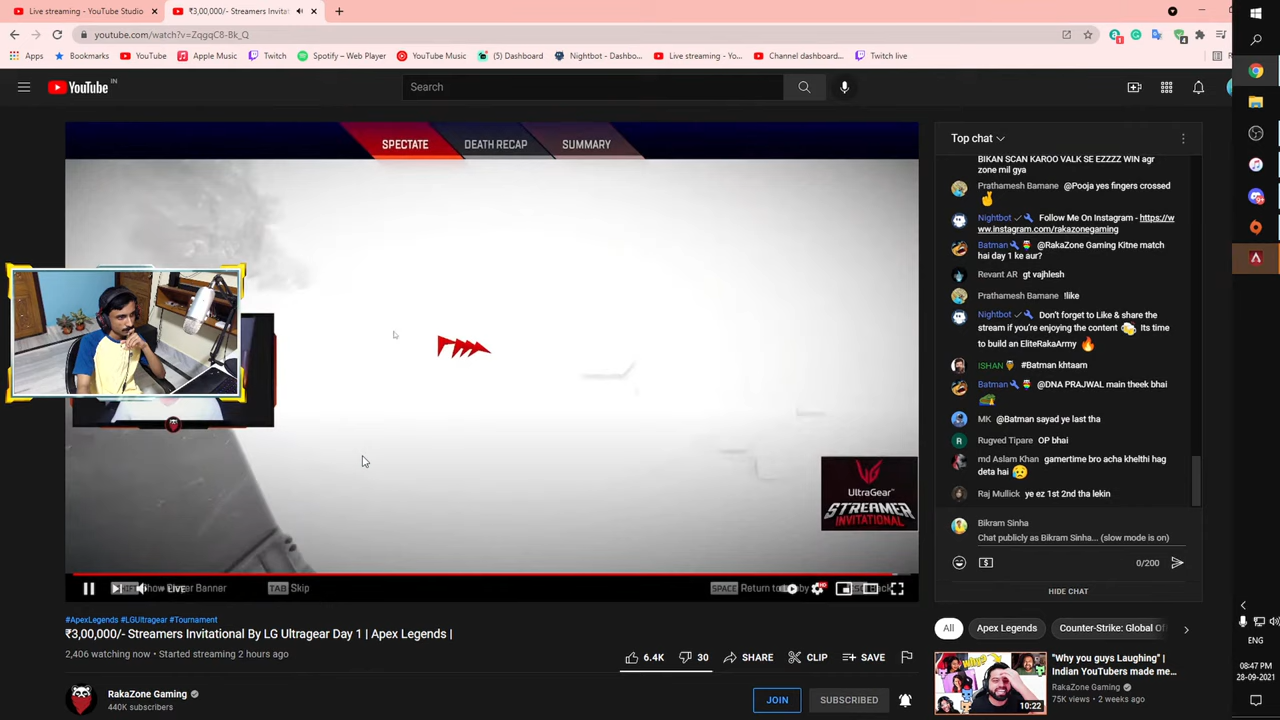 Live streaming - YouTube Studio
₹3,00,000/- Streamers Invitat
youtube.com/watch?v=ZqgqC8-Bk_Q
Apps
Bookmarks
YouTube
Apple Music
Twitch
Spotify – Web Player
YouTube Music
(5) Dashboard
Nightbot - Dashbo...
Live streaming - Yo...
Channel dashboard...
Twitch live
YouTube IN
Search
SPECTATE
DEATH RECAP
SUMMARY
UltraGear™
STREAMER
INVITATIONAL
LIVE
TAB Skip
SPACE Return to
Top chat
BIKAN SCAN KAROO VALK SE EZZZZ WIN agr
zone mil gya
Prathamesh Bamane @Pooja yes fingers crossed
Nightbot Follow Me On Instagram - https://ww
w.instagram.com/rakazonegaming
Batman @RakaZone Gaming Kitne match
hai day 1 ke aur?
Revant AR gt vajhlesh
Prathamesh Bamane !like
Nightbot Don't forget to Like & share the
stream if you're enjoying the content Its time
to build an EliteRakaArmy
ISHAN #Batman khtaam
Batman @DNA PRAJWAL main theek bhai
MK @Batman sayad ye last tha
Rugved Tipare OP bhai
md Aslam Khan gamertime bro acha khelthi hag
deta hai
Raj Mullick ye ez 1st 2nd tha lekin
Bikram Sinha
Chat publicly as Bikram Sinha... (slow mode is on)
0/200
HIDE CHAT
#ApexLegends #LGUltragear #Tournament
₹3,00,000/- Streamers Invitational By LG Ultragear Day 1 | Apex Legends |
2,406 watching now • Started streaming 2 hours ago
6.4K
30
SHARE
CLIP
SAVE
RakaZone Gaming
440K subscribers
JOIN
SUBSCRIBED
All
Apex Legends
Counter-Strike: Global Of
"Why you guys Laughing" |
Indian YouTubers made me...
RakaZone Gaming
75K views • 2 weeks ago
10:22
ENG
08:47 PM
28-09-2021